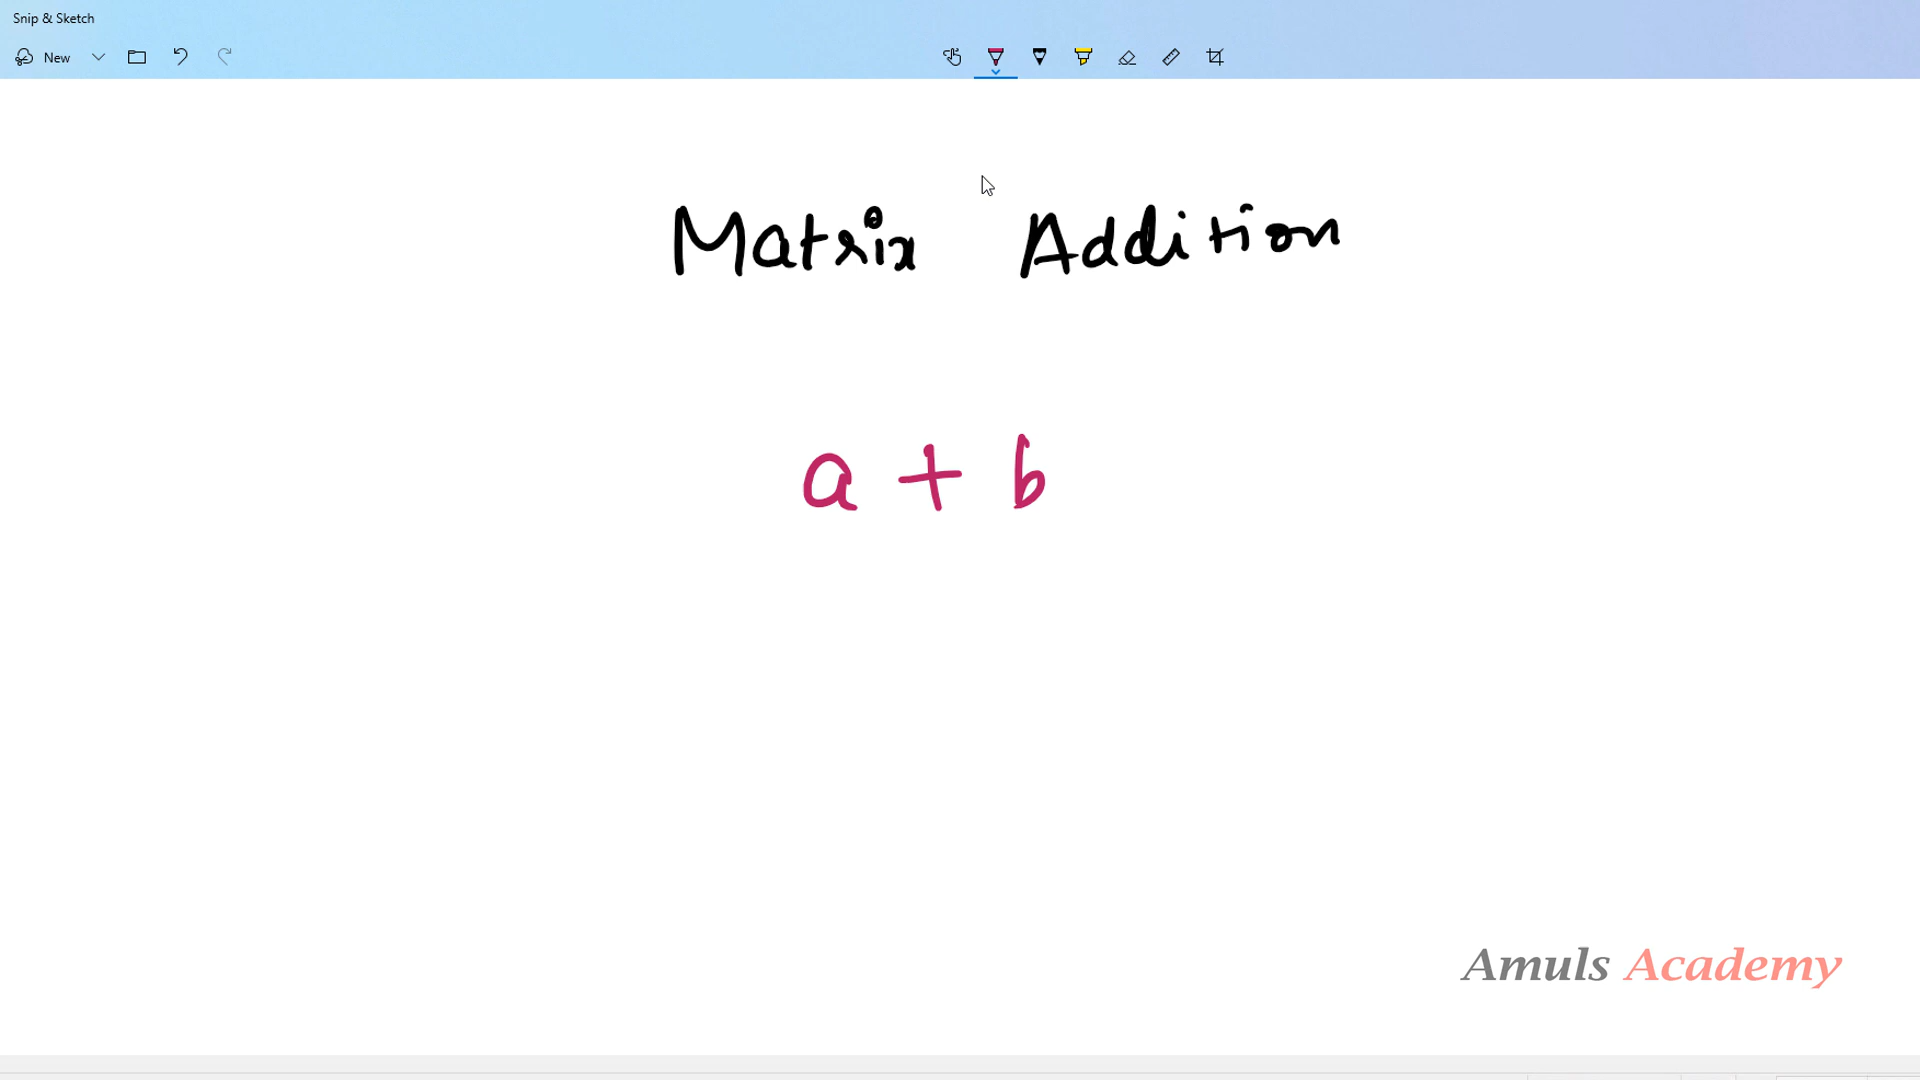 Snip & Sketch
New
Matrix Addition
a + b
Amuls Academy